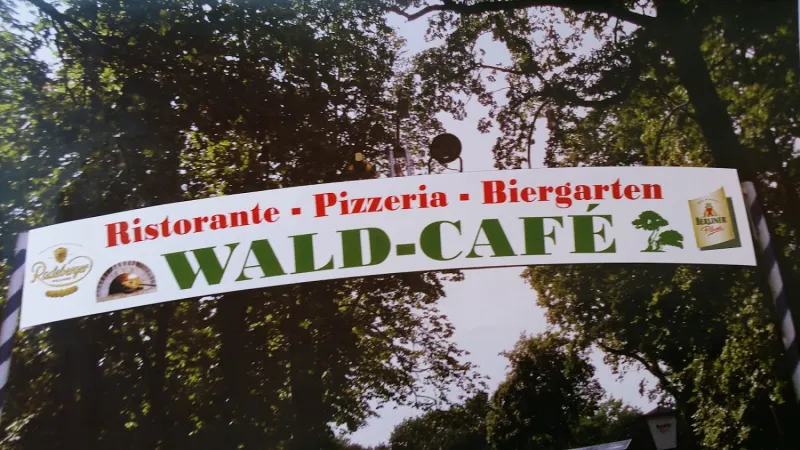 Ristorante - Pizzeria - Biergarten
WALD-CAFÉ
Radeberger
BERLINER
Pilsner